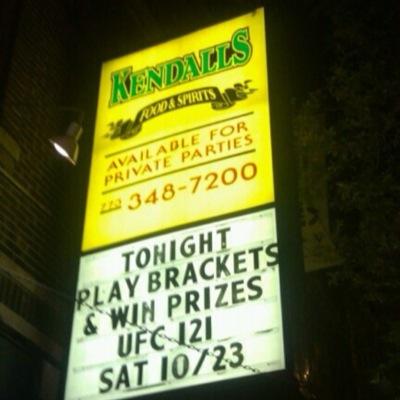 KENDALLS
FOOD & SPIRITS
AVAILABLE FOR
PRIVATE PARTIES
773 348-7200
TONIGHT
PLAY BRACKETS
& WIN PRIZES
UFC 121
SAT 10/23